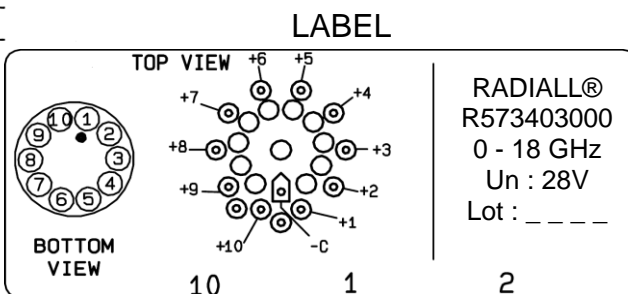 LABEL
TOP VIEW
+6
+5
+7
+4
+8
+3
+9
+2
+10
-C
+1
10
1
9
2
8
3
7
4
6
5
BOTTOM
VIEW
RADIALL®
R573403000
0 - 18 GHz
Un : 28V
Lot : _ _ _ _
10
1
2